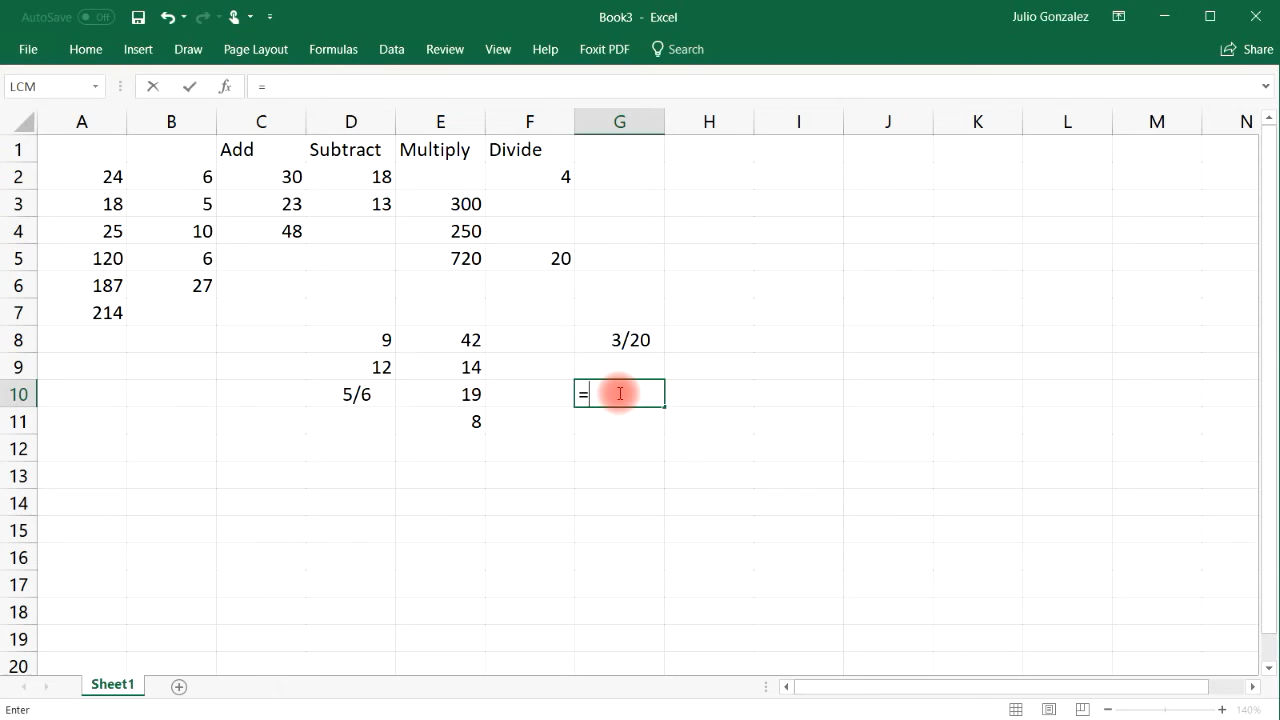 AutoSave Off Book3 - Excel Julio Gonzalez
File Home Insert Draw Page Layout Formulas Data Review View Help Foxit PDF Search Share
LCM fx =
A B C D E F G H I J K L M N
1 Add Subtract Multiply Divide
2 24 6 30 18 4
3 18 5 23 13 300
4 25 10 48 250
5 120 6 720 20
6 187 27
7 214
8 9 42 3/20
9 12 14
10 5/6 19 =
11 8
12
13
14
15
16
17
18
19
20
Sheet1
Enter 140%